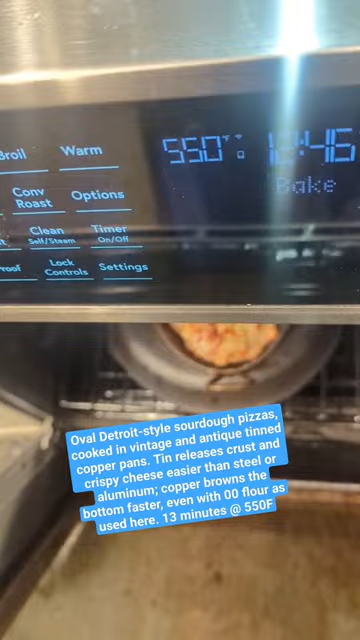 Broil Warm 550°F 12:45
Bake
Conv Roast Options
Clean Self/Steam Timer On/Off
Lock Controls Settings
Oval Detroit-style sourdough pizzas,
cooked in vintage and antique tinned
copper pans. Tin releases crust and
crispy cheese easier than steel or
aluminum; copper browns the
bottom faster, even with 00 flour as
used here. 13 minutes @ 550F